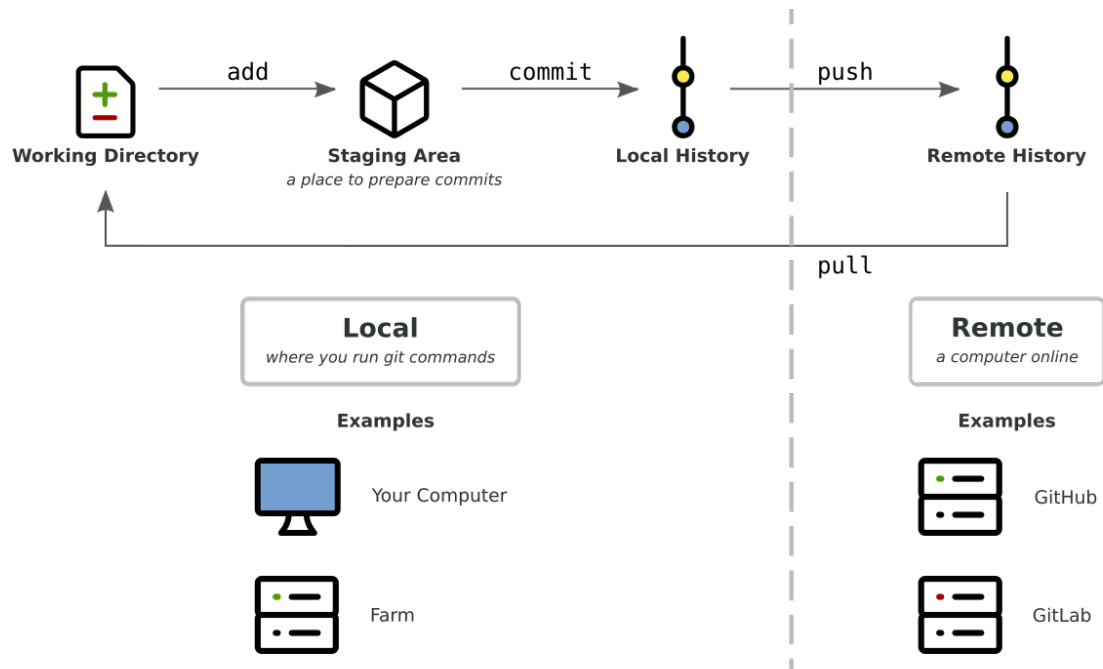 add
commit
push
Working Directory
Staging Area
Local History
Remote History
a place to prepare commits
pull
Local
where you run git commands
Remote
a computer online
Examples
Examples
Your Computer
GitHub
Farm
GitLab